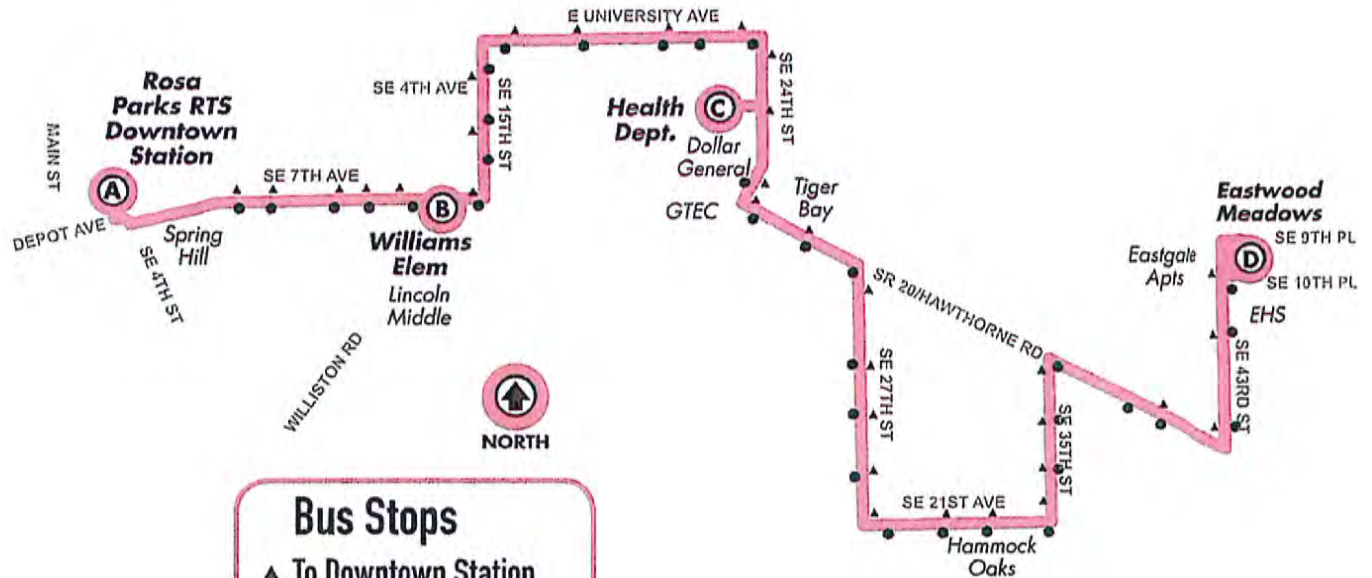 E UNIVERSITY AVE
SE 4TH AVE
SE 15TH ST
SE 24TH ST
Rosa
Parks RTS
Downtown
Station
MAIN ST
A
DEPOT AVE
SE 7TH AVE
Spring
Hill
SE 4TH ST
B
Williams
Elem
Lincoln
Middle
WILLISTON RD
Health
Dept.
C
Dollar
General
GTEC
Tiger
Bay
SR 20/HAWTHORNE RD
Eastwood
Meadows
SE 9TH PL
D
SE 10TH PL
Eastgate
Apts
EHS
SE 43RD ST
SE 27TH ST
SE 35TH ST
SE 21ST AVE
Hammock
Oaks
NORTH
Bus Stops
To Downtown Station